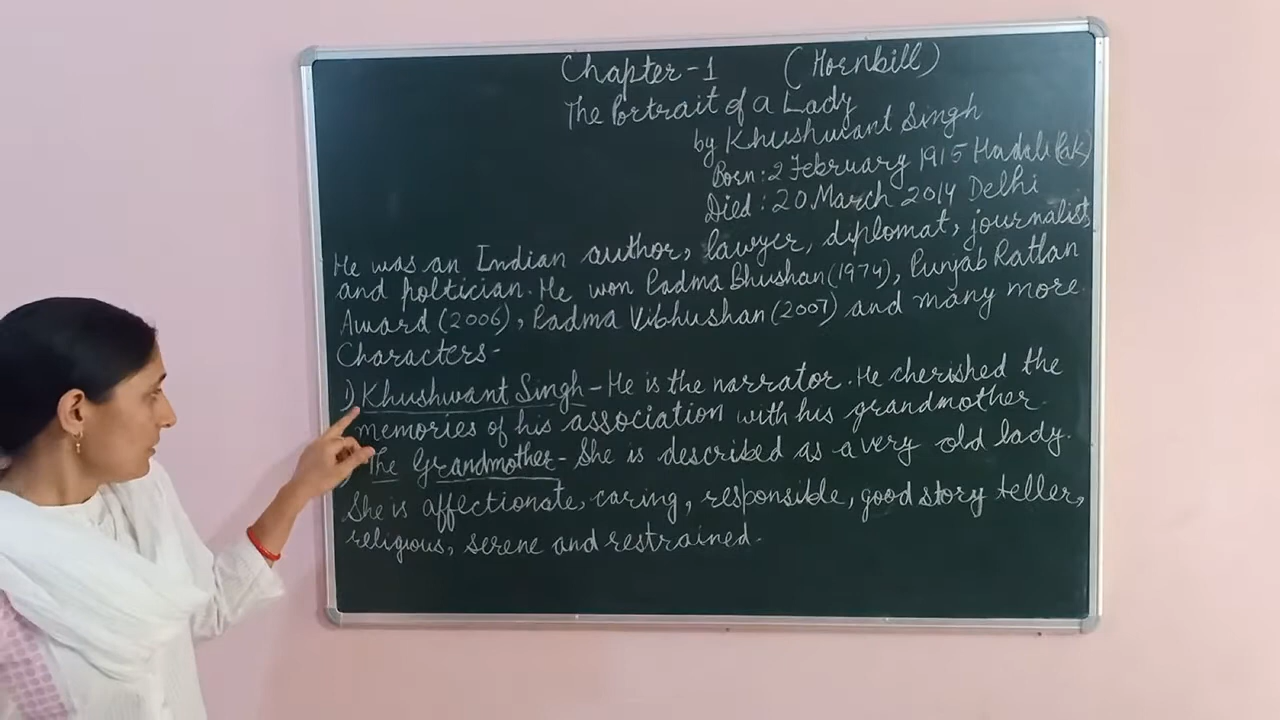 Chapter-1 (Hornbill)
The Portrait of a Lady
by Khushwant Singh
Born: 2 February 1915 Hadali (Pak)
Died: 20 March 2014 Delhi
He was an Indian author, lawyer, diplomat, journalist
and poltician. He won Padma Bhushan (1974), Punjab Rattan
Award (2006), Padma Vibhushan (2007) and many more.
Characters-
1) Khushwant Singh - He is the narrator. He cherished the
memories of his association with his grandmother.
The Grandmother - She is described as a very old lady.
She is affectionate, caring, responsible, good story teller,
religious, serene and restrained.